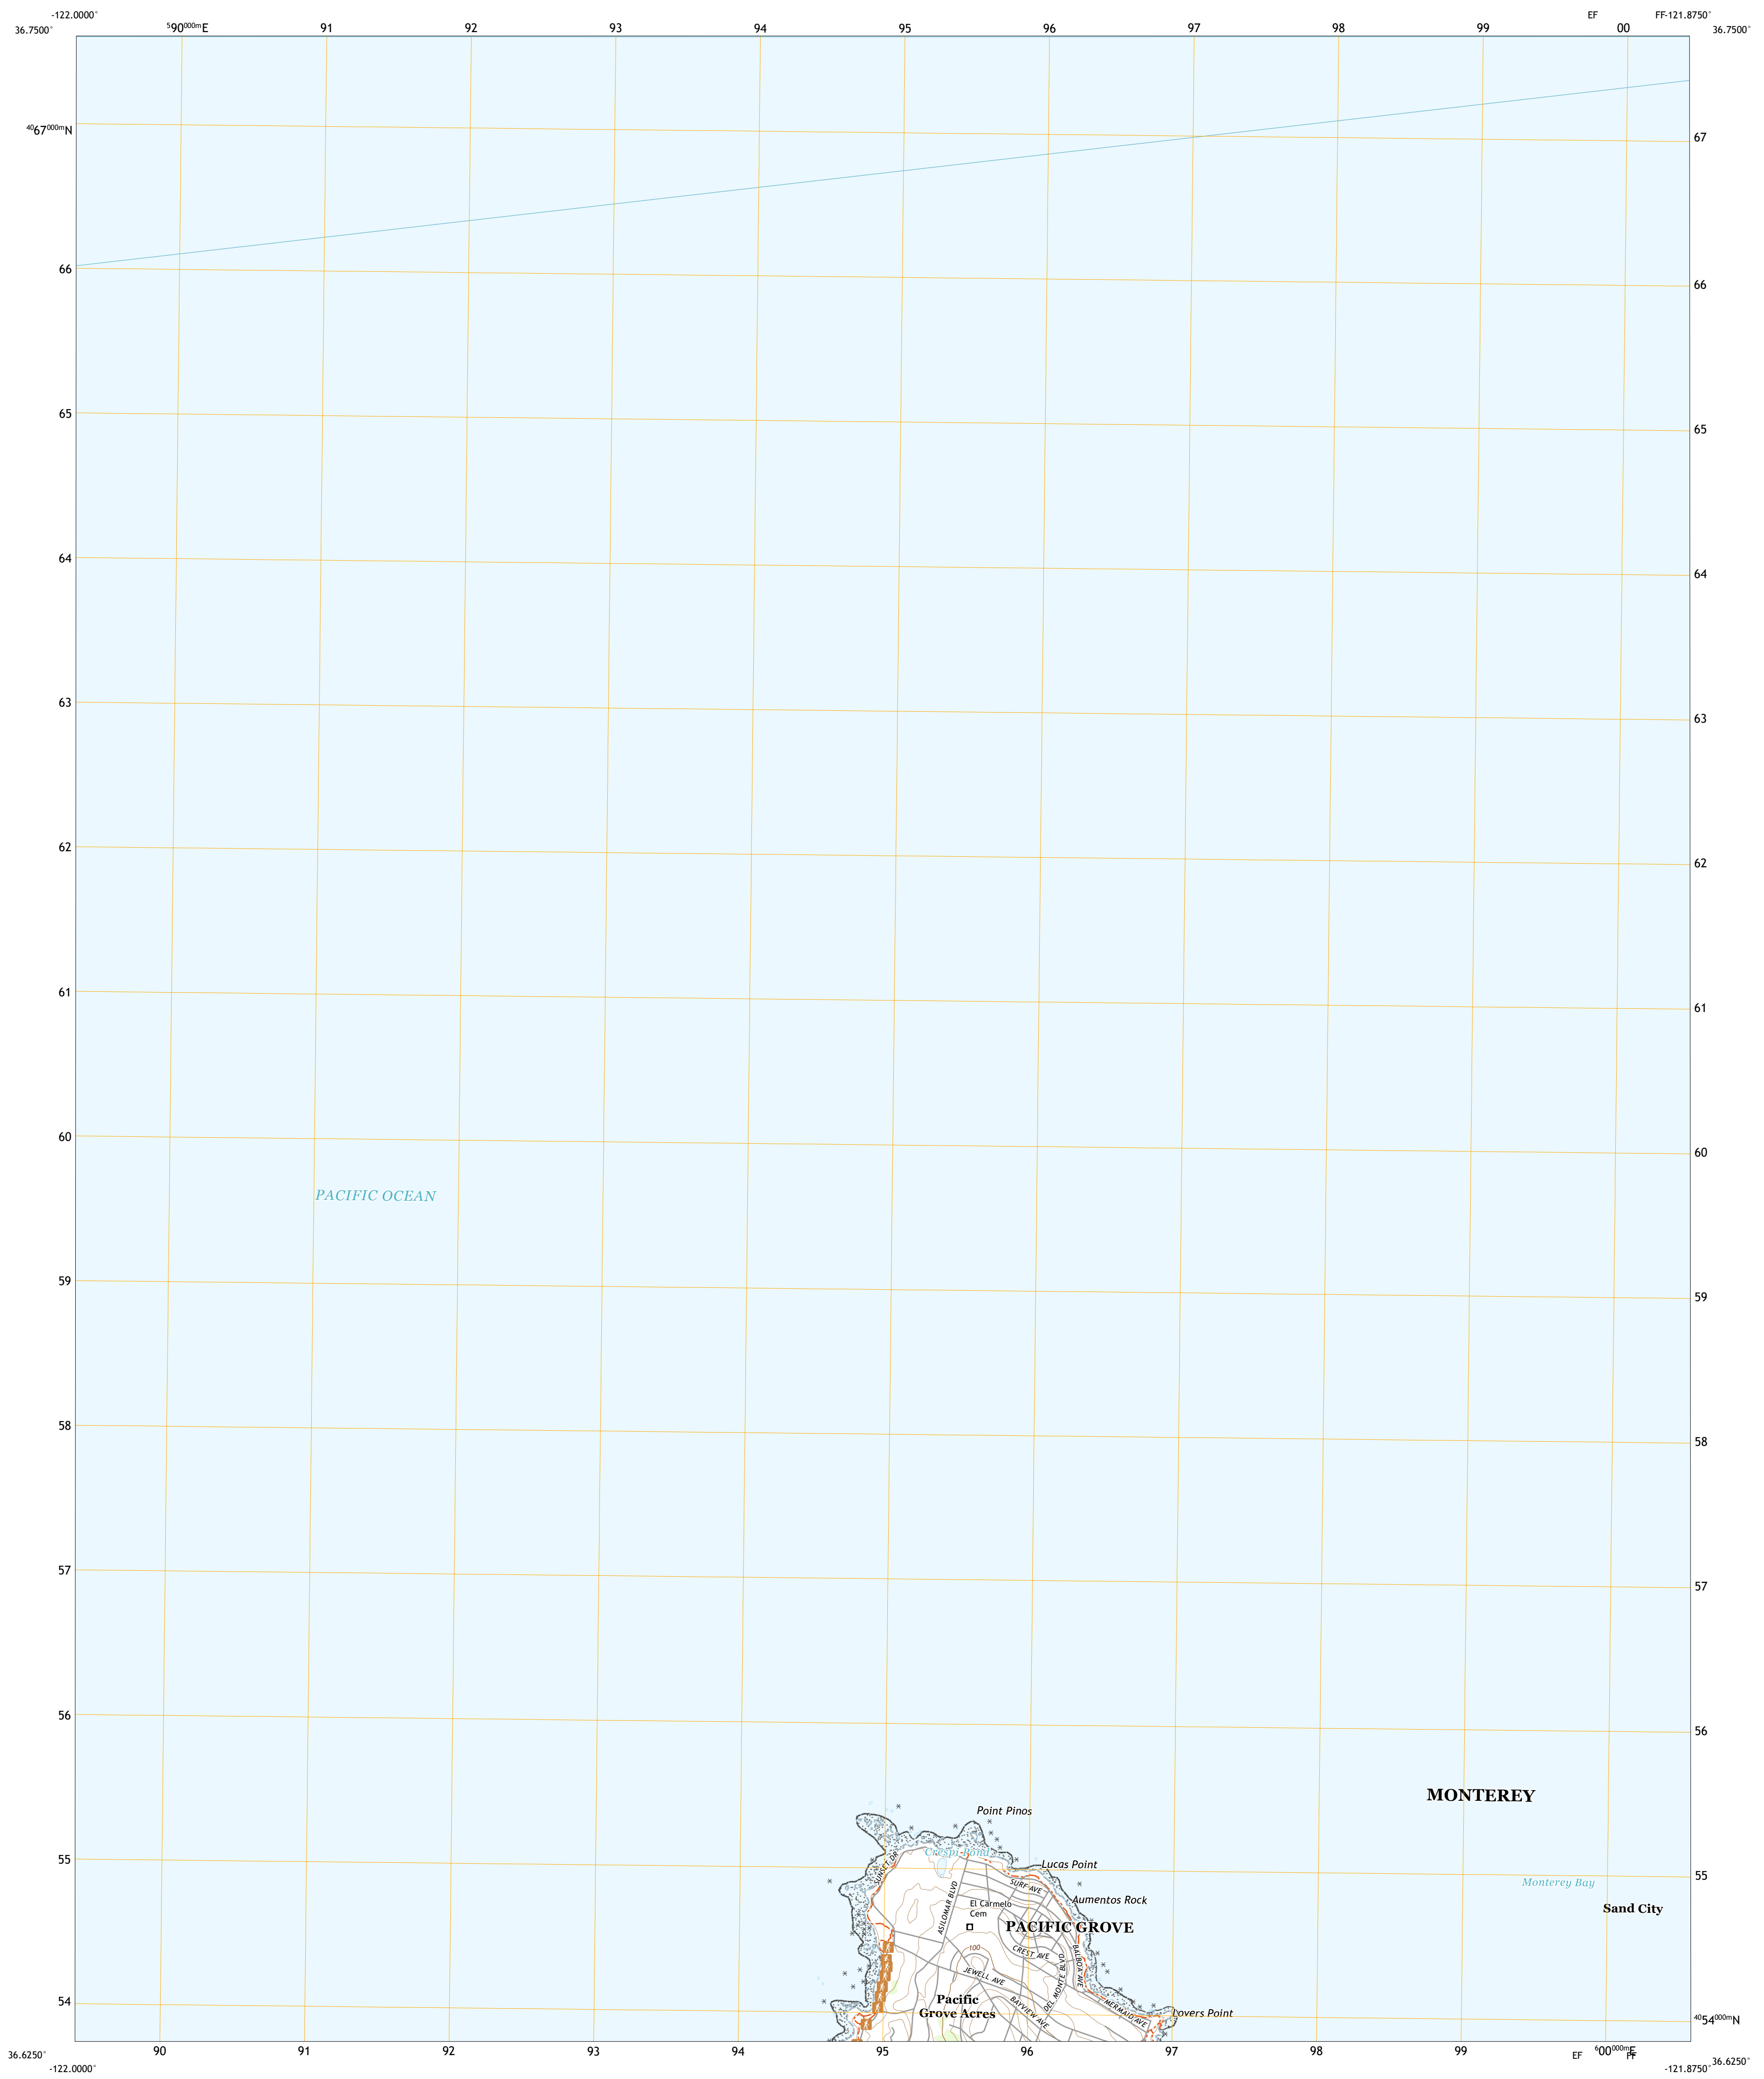 -122.0000° EF FF-121.8750°
36.7500° ⁵90⁰⁰⁰ᵐE 91 92 93 94 95 96 97 98 99 00 36.7500°
⁴⁰67⁰⁰⁰ᵐN 67
66 66
65 65
64 64
63 63
62 62
61 61
60 60
PACIFIC OCEAN
59 59
58 58
57 57
56 56
MONTEREY
Point Pinos
Crespi Pond
SUNSET DR
55 55
Lucas Point
Monterey Bay
SURF AVE
Aumentos Rock
ASILOMAR BLVD
El Carmelo
Cem
Sand City
PACIFIC GROVE
100
CREST AVE
BALBOA AVE
JEWELL AVE
DEL MONTE BLVD
Pacific
Grove Acres
BAYVIEW AVE
MERMAID AVE
Lovers Point
54 ⁴⁰54⁰⁰⁰ᵐN
36.6250° 90 91 92 93 94 95 96 97 98 99 EF ⁶00⁰⁰⁰ᵐE FF 36.6250°
-122.0000° -121.8750°